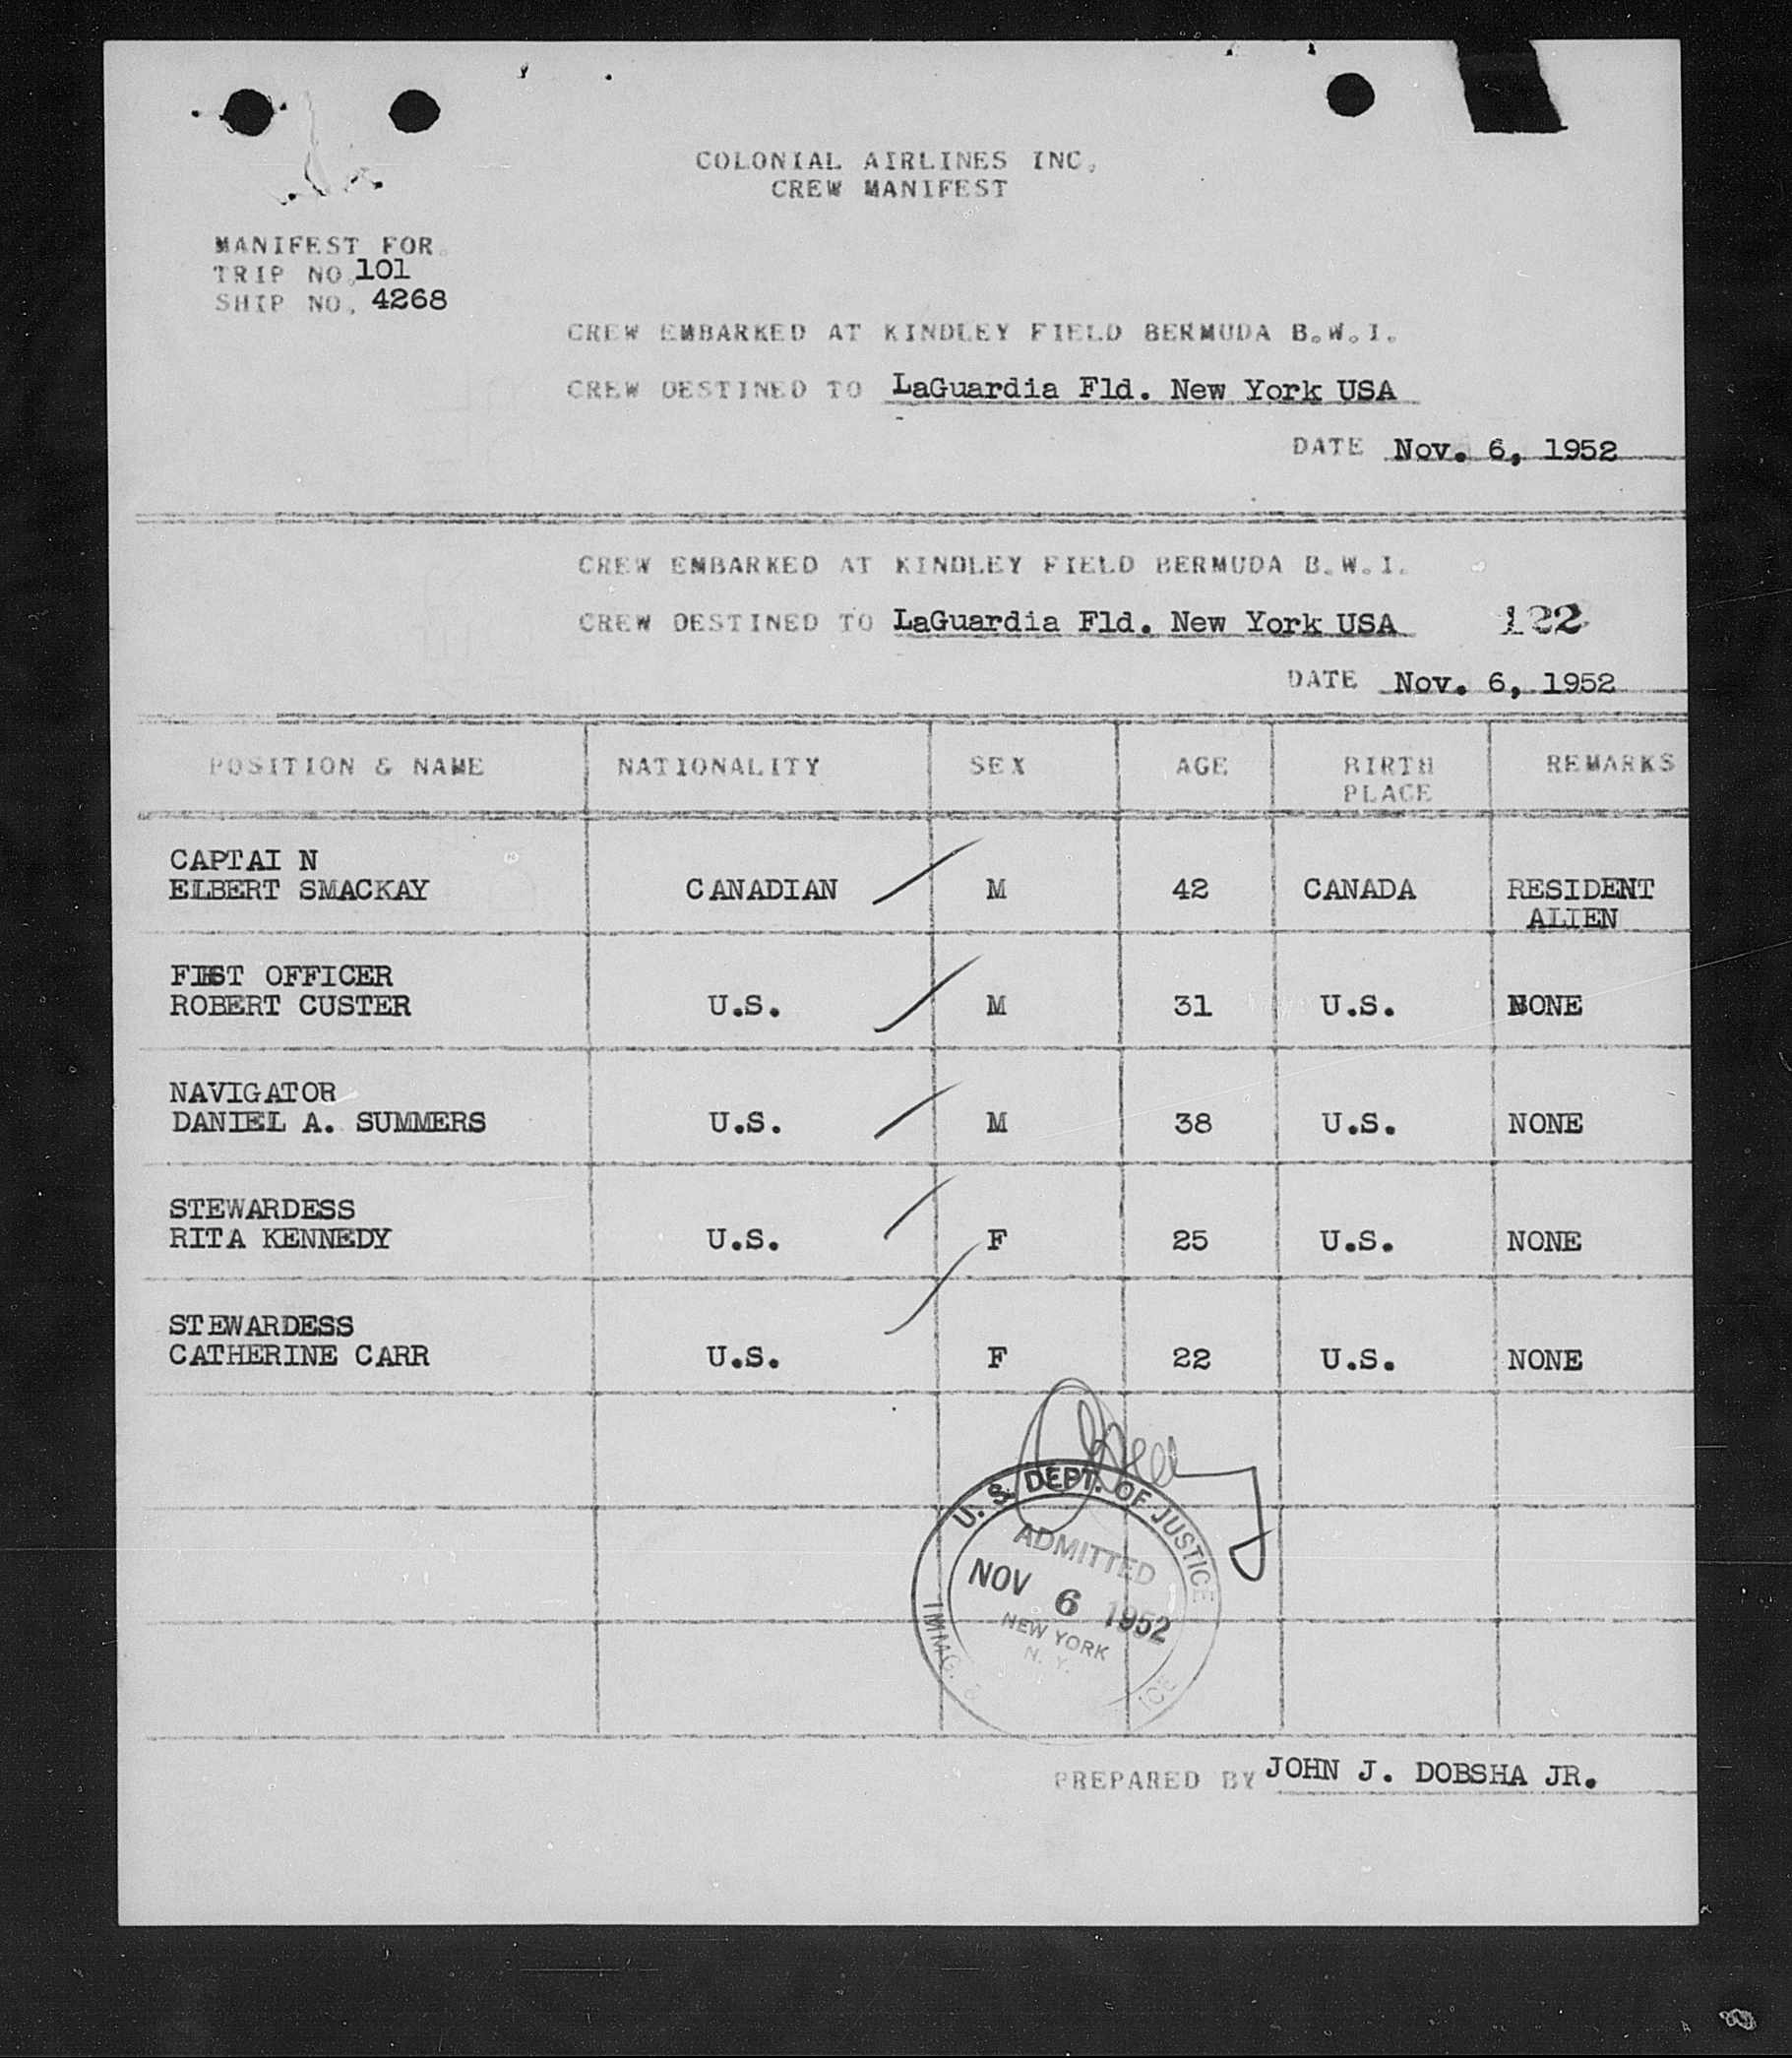 COLONIAL AIRLINES INC.
CREW MANIFEST
MANIFEST FOR
TRIP NO. 101
SHIP NO. 4268
CREW EMBARKED AT KINDLEY FIELD BERMUDA B.W.I.
CREW DESTINED TO LaGuardia Fld. New York USA
DATE Nov. 6, 1952
CREW EMBARKED AT KINDLEY FIELD BERMUDA B.W.I.
CREW DESTINED TO LaGuardia Fld. New York USA 122
DATE Nov. 6, 1952
POSITION & NAME NATIONALITY SEX AGE BIRTH PLACE REMARKS
CAPTAI N
ELBERT SMACKAY CANADIAN M 42 CANADA RESIDENT
ALIEN
FIRST OFFICER
ROBERT CUSTER U.S. M 31 U.S. NONE
NAVIGATOR
DANIEL A. SUMMERS U.S. M 38 U.S. NONE
STEWARDESS
RITA KENNEDY U.S. F 25 U.S. NONE
STEWARDESS
CATHERINE CARR U.S. F 22 U.S. NONE
U.S. DEPT. OF JUSTICE
ADMITTED
NOV 6 1952
NEW YORK
N. Y.
IMMIG. &
PREPARED BY JOHN J. DOBSHA JR.